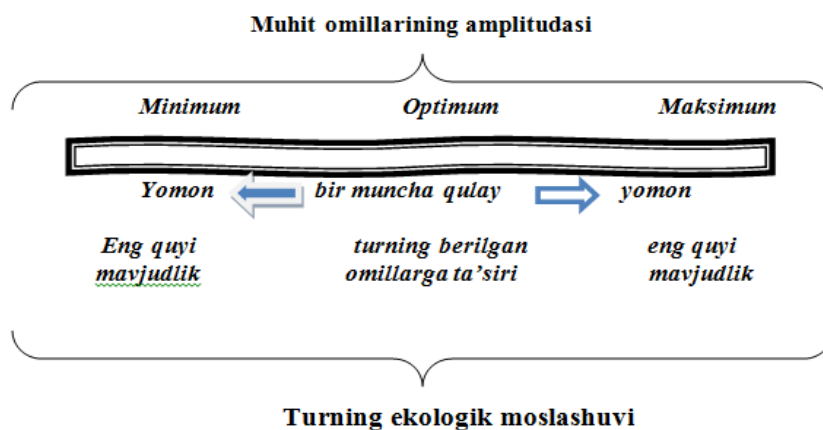 Muhit omillarining amplitudasi
Minimum Optimum Maksimum
Yomon bir muncha qulay yomon
Eng quyi turning berilgan eng quyi
mavjudlik omillarga ta’siri mavjudlik
Turning ekologik moslashuvi